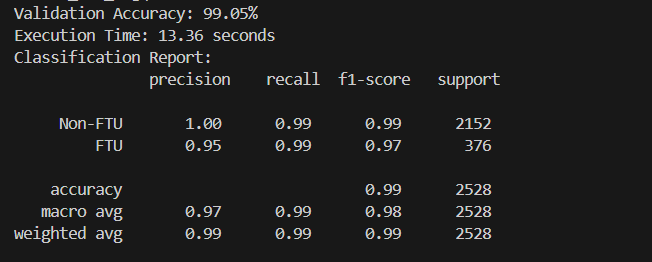 Validation Accuracy: 99.05%
Execution Time: 13.36 seconds
Classification Report:
precision recall f1-score support
Non-FTU 1.00 0.99 0.99 2152
FTU 0.95 0.99 0.97 376
accuracy 0.99 2528
macro avg 0.97 0.99 0.98 2528
weighted avg 0.99 0.99 0.99 2528